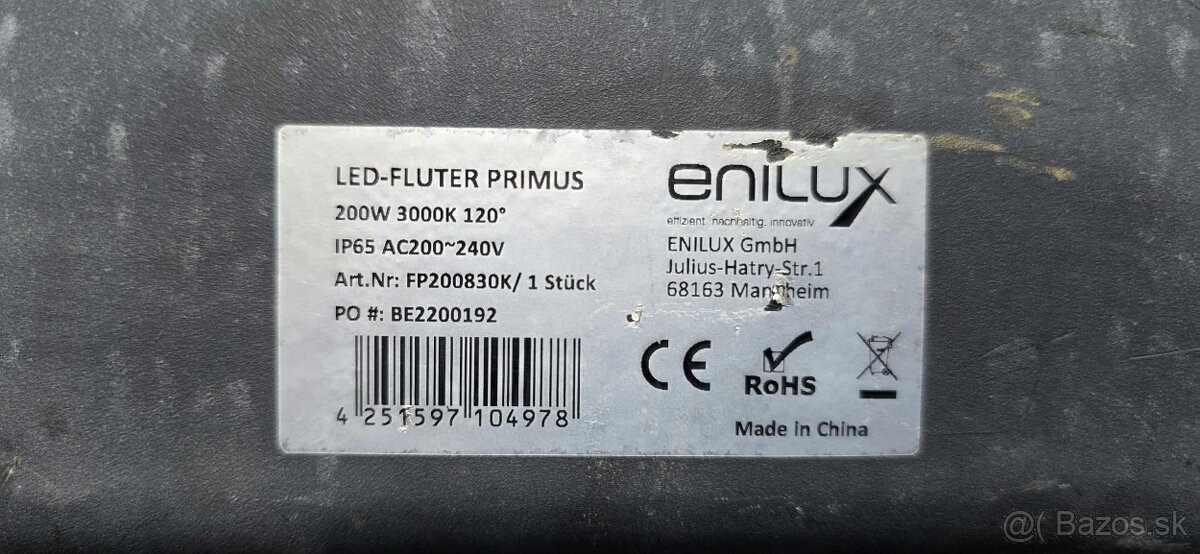 LED-FLUTER PRIMUS
200W 3000K 120°
IP65 AC200~240V
Art.Nr: FP200830K/ 1 Stück
PO #: BE2200192
4 251597 104978
enilux
effizient. nachhaltig. innovativ
ENILUX GmbH
Julius-Hatry-Str.1
68163 Mannheim
CE
RoHS
Made in China
@( Bazos.sk